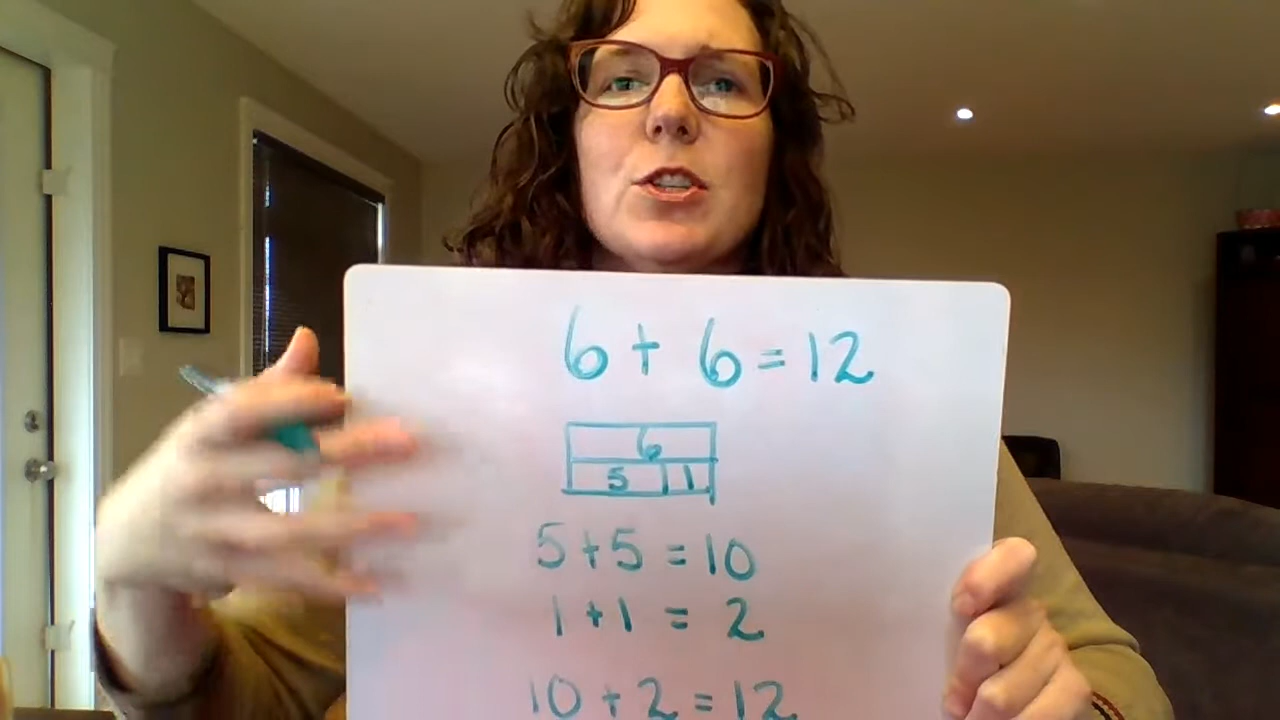 6 + 6 = 12
6
5 1
5 + 5 = 10
1 + 1 = 2
10 + 2 = 12